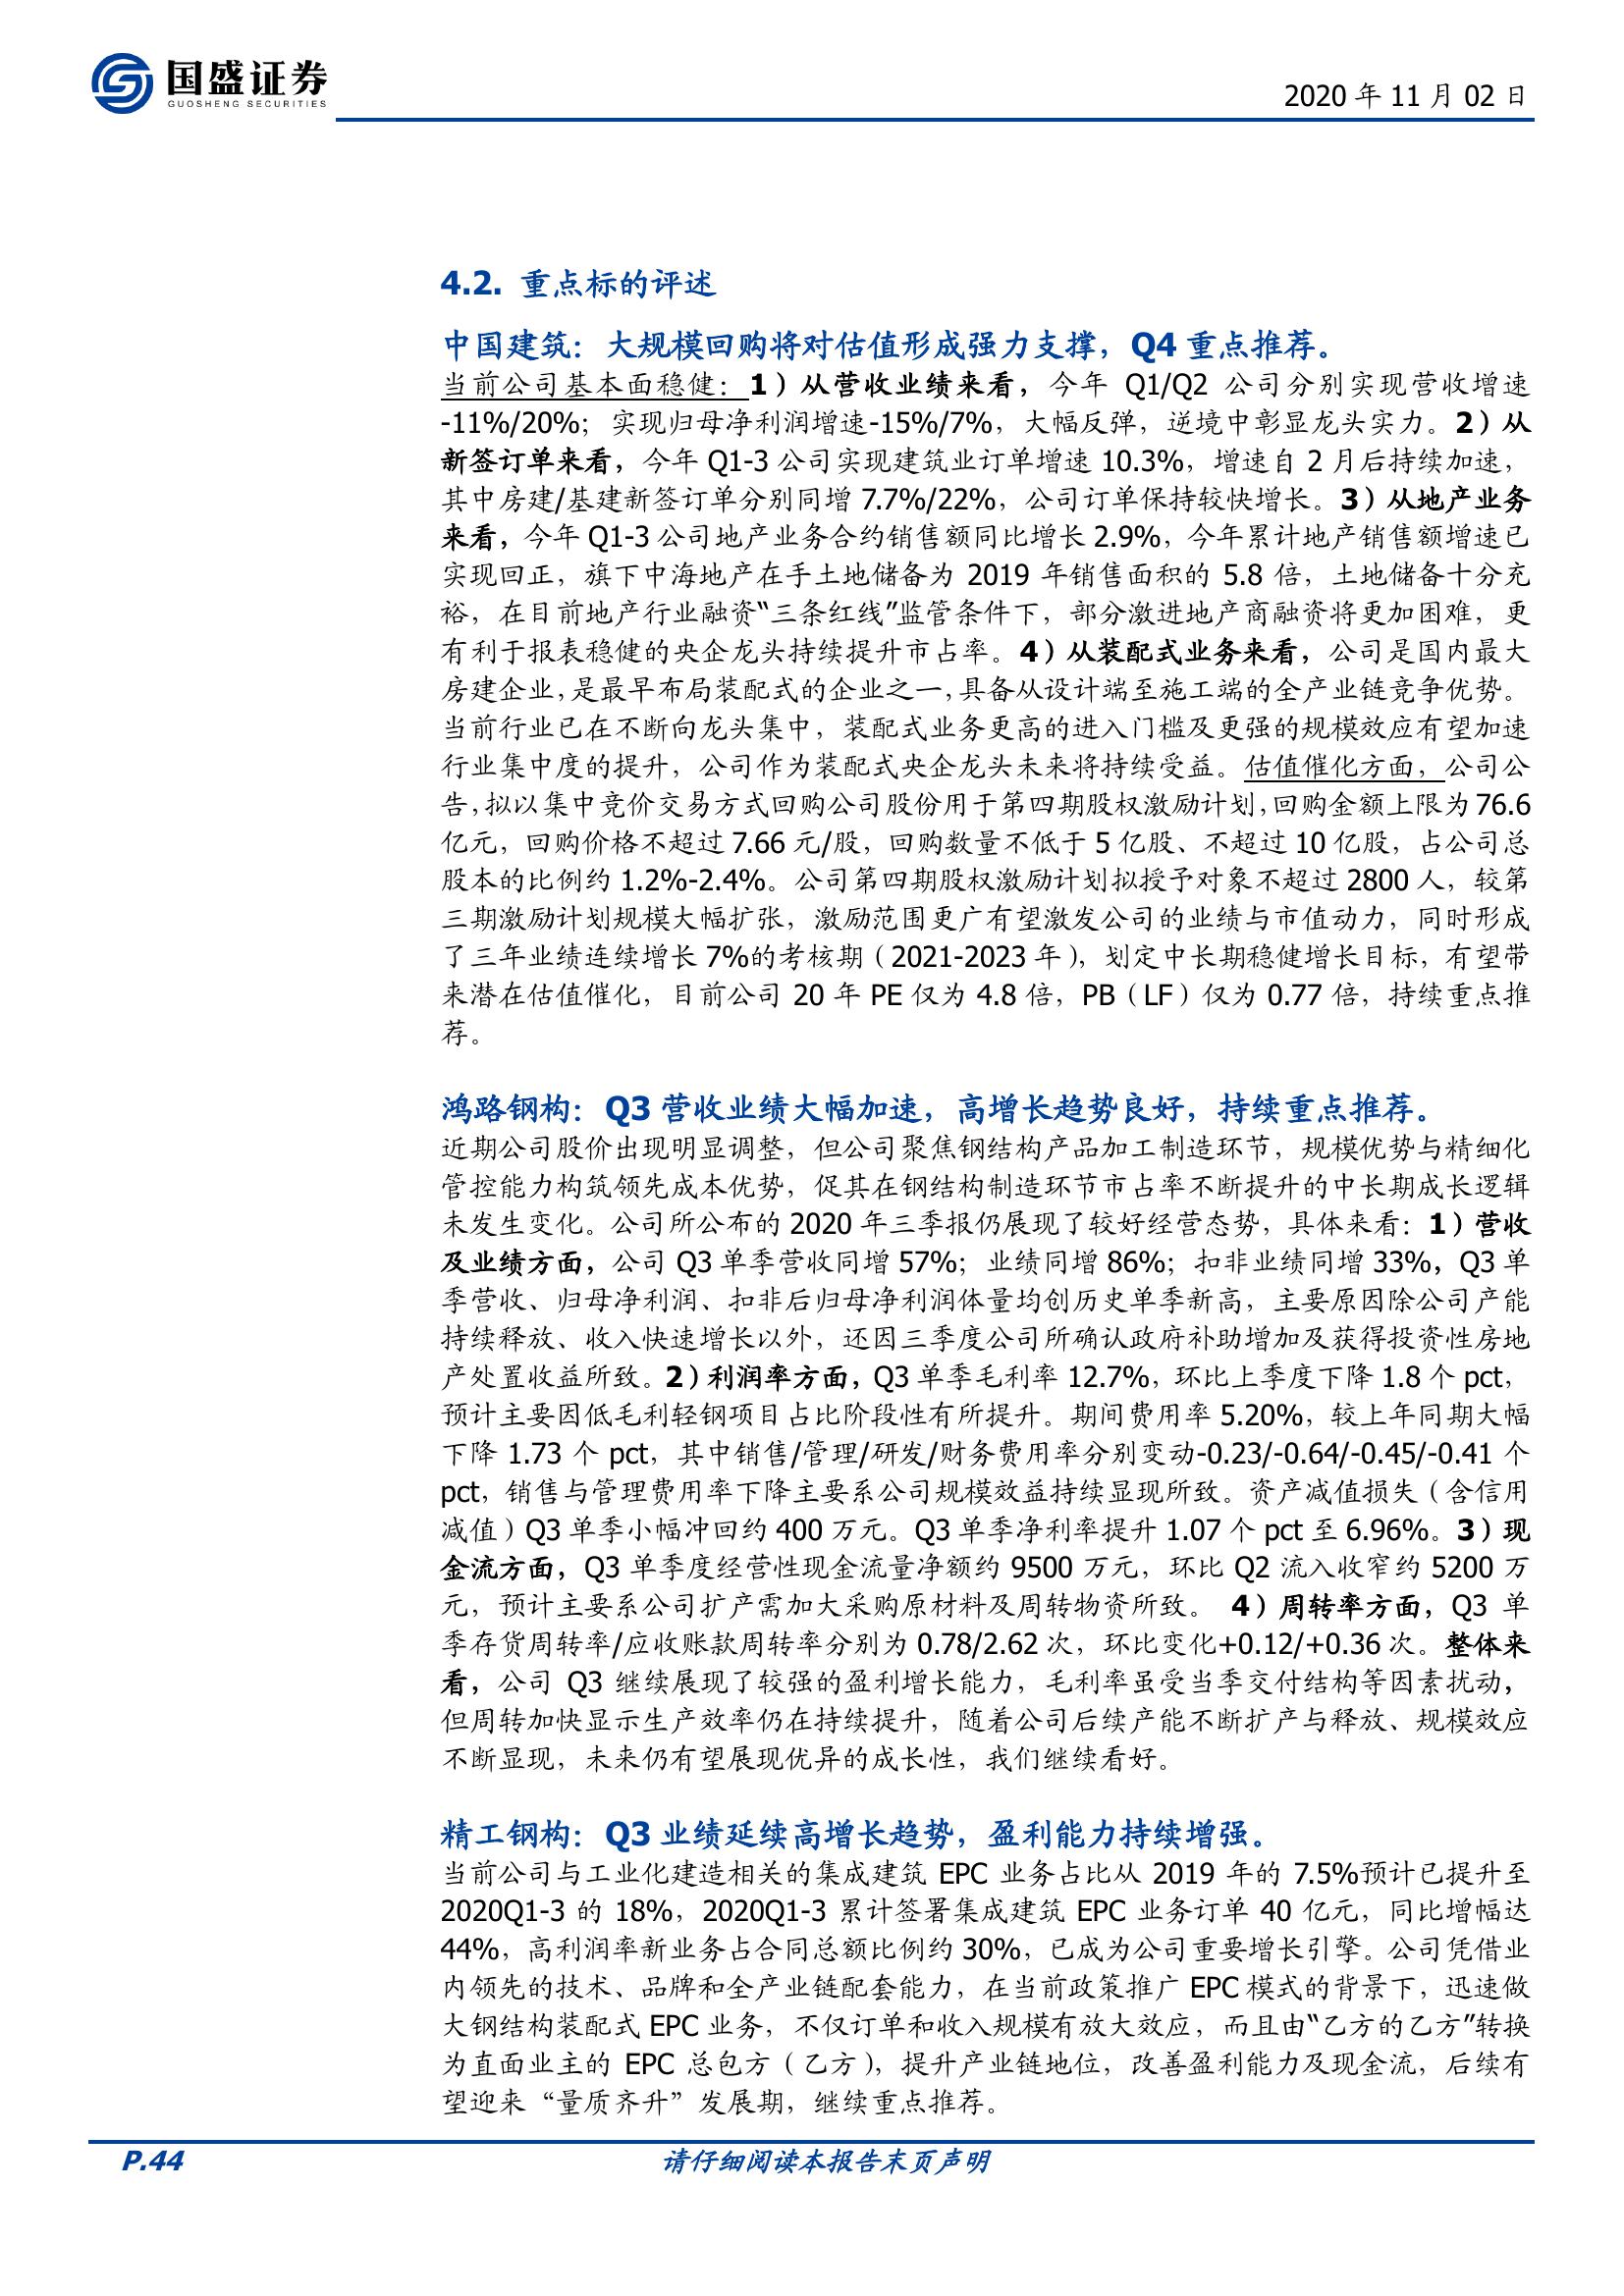 国盛证券
GUOSHENG SECURITIES
2020 年 11 月 02 日
4.2. 重点标的评述
中国建筑：大规模回购将对估值形成强力支撑，Q4 重点推荐。
当前公司基本面稳健：1）从营收业绩来看，今年 Q1/Q2 公司分别实现营收增速
-11%/20%；实现归母净利润增速-15%/7%，大幅反弹，逆境中彰显龙头实力。2）从
新签订单来看，今年 Q1-3 公司实现建筑业订单增速 10.3%，增速自 2 月后持续加速，
其中房建/基建新签订单分别同增 7.7%/22%，公司订单保持较快增长。3）从地产业务
来看，今年 Q1-3 公司地产业务合约销售额同比增长 2.9%，今年累计地产销售额增速已
实现回正，旗下中海地产在手土地储备为 2019 年销售面积的 5.8 倍，土地储备十分充
裕，在目前地产行业融资“三条红线”监管条件下，部分激进地产商融资将更加困难，更
有利于报表稳健的央企龙头持续提升市占率。4）从装配式业务来看，公司是国内最大
房建企业，是最早布局装配式的企业之一，具备从设计端至施工端的全产业链竞争优势。
当前行业已在不断向龙头集中，装配式业务更高的进入门槛及更强的规模效应有望加速
行业集中度的提升，公司作为装配式央企龙头未来将持续受益。估值催化方面，公司公
告，拟以集中竞价交易方式回购公司股份用于第四期股权激励计划，回购金额上限为 76.6
亿元，回购价格不超过 7.66 元/股，回购数量不低于 5 亿股、不超过 10 亿股，占公司总
股本的比例约 1.2%-2.4%。公司第四期股权激励计划拟授予对象不超过 2800 人，较第
三期激励计划规模大幅扩张，激励范围更广有望激发公司的业绩与市值动力，同时形成
了三年业绩连续增长 7%的考核期（2021-2023 年），划定中长期稳健增长目标，有望带
来潜在估值催化，目前公司 20 年 PE 仅为 4.8 倍，PB（LF）仅为 0.77 倍，持续重点推
荐。
鸿路钢构：Q3 营收业绩大幅加速，高增长趋势良好，持续重点推荐。
近期公司股价出现明显调整，但公司聚焦钢结构产品加工制造环节，规模优势与精细化
管控能力构筑领先成本优势，促其在钢结构制造环节市占率不断提升的中长期成长逻辑
未发生变化。公司所公布的 2020 年三季报仍展现了较好经营态势，具体来看：1）营收
及业绩方面，公司 Q3 单季营收同增 57%；业绩同增 86%；扣非业绩同增 33%，Q3 单
季营收、归母净利润、扣非后归母净利润体量均创历史单季新高，主要原因除公司产能
持续释放、收入快速增长以外，还因三季度公司所确认政府补助增加及获得投资性房地
产处置收益所致。2）利润率方面，Q3 单季毛利率 12.7%，环比上季度下降 1.8 个 pct，
预计主要因低毛利轻钢项目占比阶段性有所提升。期间费用率 5.20%，较上年同期大幅
下降 1.73 个 pct，其中销售/管理/研发/财务费用率分别变动-0.23/-0.64/-0.45/-0.41 个
pct，销售与管理费用率下降主要系公司规模效益持续显现所致。资产减值损失（含信用
减值）Q3 单季小幅冲回约 400 万元。Q3 单季净利率提升 1.07 个 pct 至 6.96%。3）现
金流方面，Q3 单季度经营性现金流量净额约 9500 万元，环比 Q2 流入收窄约 5200 万
元，预计主要系公司扩产需加大采购原材料及周转物资所致。 4）周转率方面，Q3 单
季存货周转率/应收账款周转率分别为 0.78/2.62 次，环比变化+0.12/+0.36 次。整体来
看，公司 Q3 继续展现了较强的盈利增长能力，毛利率虽受当季交付结构等因素扰动，
但周转加快显示生产效率仍在持续提升，随着公司后续产能不断扩产与释放、规模效应
不断显现，未来仍有望展现优异的成长性，我们继续看好。
精工钢构：Q3 业绩延续高增长趋势，盈利能力持续增强。
当前公司与工业化建造相关的集成建筑 EPC 业务占比从 2019 年的 7.5%预计已提升至
2020Q1-3 的 18%，2020Q1-3 累计签署集成建筑 EPC 业务订单 40 亿元，同比增幅达
44%，高利润率新业务占合同总额比例约 30%，已成为公司重要增长引擎。公司凭借业
内领先的技术、品牌和全产业链配套能力，在当前政策推广 EPC 模式的背景下，迅速做
大钢结构装配式 EPC 业务，不仅订单和收入规模有放大效应，而且由“乙方的乙方”转换
为直面业主的 EPC 总包方（乙方），提升产业链地位，改善盈利能力及现金流，后续有
望迎来“量质齐升”发展期，继续重点推荐。
P.44
请仔细阅读本报告末页声明